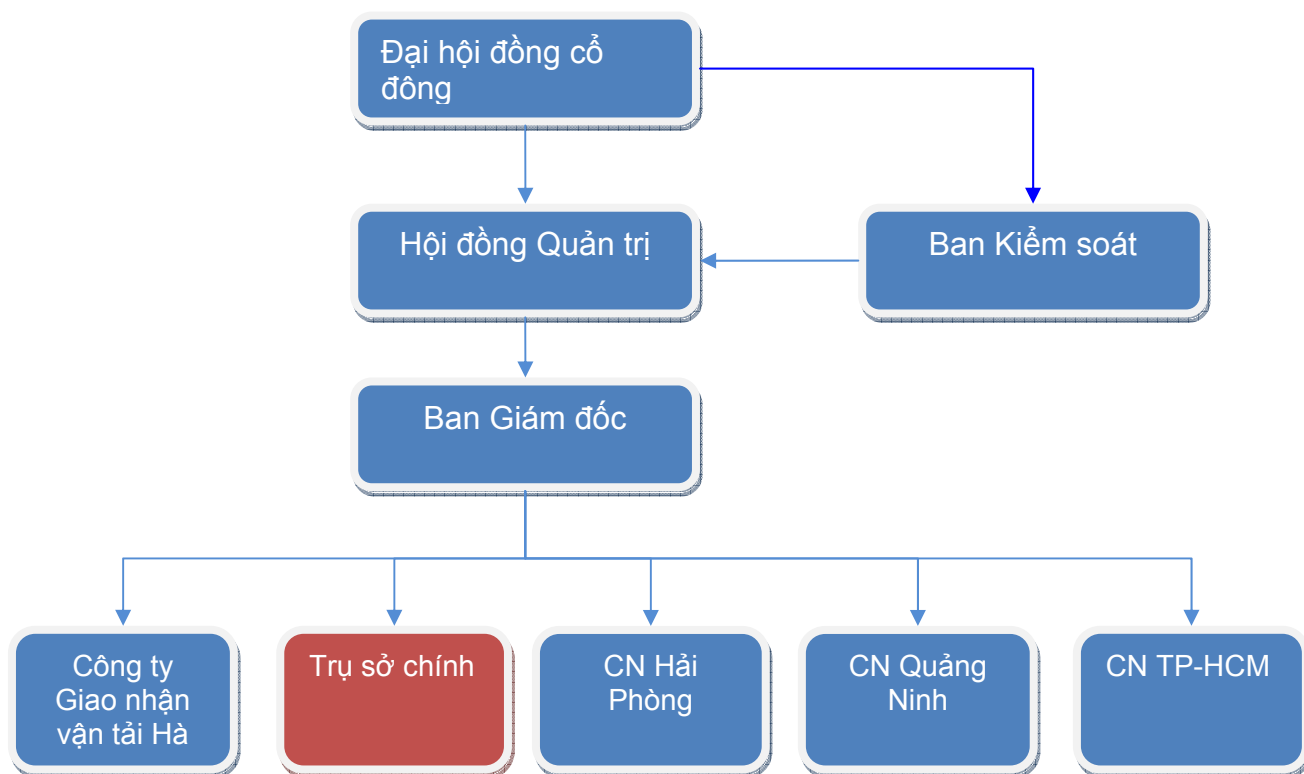 Đại hội đồng cổ
đông
Hội đồng Quản trị
Ban Kiểm soát
Ban Giám đốc
Công ty
Giao nhận
vận tải Hà
Trụ sở chính
CN Hải
Phòng
CN Quảng
Ninh
CN TP-HCM